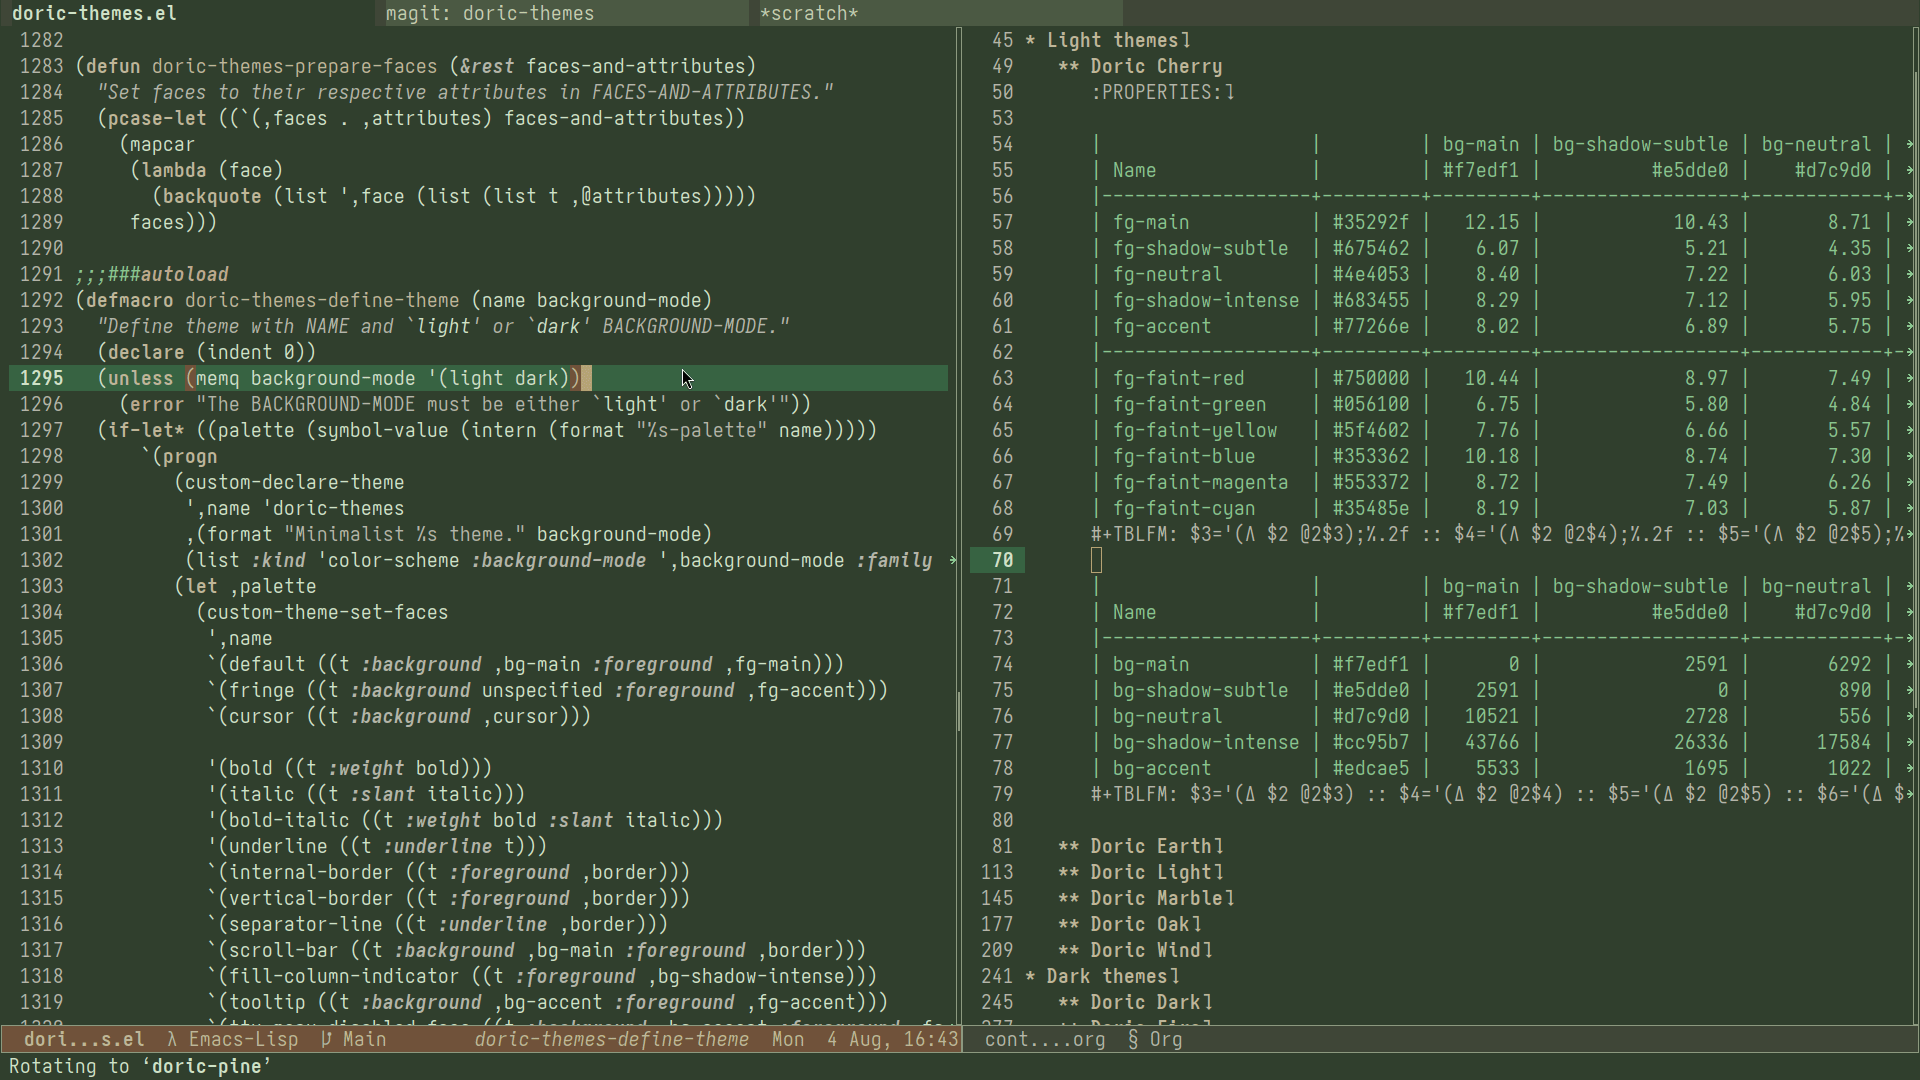 doric-themes.el magit: doric-themes *scratch*
1282
1283 (defun doric-themes-prepare-faces (&rest faces-and-attributes)
1284   "Set faces to their respective attributes in FACES-AND-ATTRIBUTES."
1285   (pcase-let ((`(,faces . ,attributes) faces-and-attributes))
1286     (mapcar
1287      (lambda (face)
1288        (backquote (list ',face (list (list t ,@attributes)))))
1289      faces)))
1290
1291 ;;;###autoload
1292 (defmacro doric-themes-define-theme (name background-mode)
1293   "Define theme with NAME and `light' or `dark' BACKGROUND-MODE."
1294   (declare (indent 0))
1295   (unless (memq background-mode '(light dark))
1296     (error "The BACKGROUND-MODE must be either `light' or `dark'"))
1297   (if-let* ((palette (symbol-value (intern (format "%s-palette" name)))))
1298       `(progn
1299          (custom-declare-theme
1300           ',name 'doric-themes
1301           ,(format "Minimalist %s theme." background-mode)
1302           (list :kind 'color-scheme :background-mode ',background-mode :family
1303          (let ,palette
1304            (custom-theme-set-faces
1305             ',name
1306             `(default ((t :background ,bg-main :foreground ,fg-main)))
1307             `(fringe ((t :background unspecified :foreground ,fg-accent)))
1308             `(cursor ((t :background ,cursor)))
1309
1310             '(bold ((t :weight bold)))
1311             '(italic ((t :slant italic)))
1312             '(bold-italic ((t :weight bold :slant italic)))
1313             '(underline ((t :underline t)))
1314             `(internal-border ((t :foreground ,border)))
1315             `(vertical-border ((t :foreground ,border)))
1316             `(separator-line ((t :underline ,border)))
1317             `(scroll-bar ((t :background ,bg-main :foreground ,border)))
1318             `(fill-column-indicator ((t :foreground ,bg-shadow-intense)))
1319             `(tooltip ((t :background ,bg-accent :foreground ,fg-accent)))
dori...s.el λ Emacs-Lisp Main doric-themes-define-theme Mon 4 Aug, 16:43
45 * Light themes⤵
49 ** Doric Cherry
50 :PROPERTIES:⤵
53
54 | | | bg-main | bg-shadow-subtle | bg-neutral |
55 | Name | | #f7edf1 | #e5dde0 | #d7c9d0 |
56 |--------------------+---------+---------+------------------+------------+-
57 | fg-main | #35292f | 12.15 | 10.43 | 8.71 |
58 | fg-shadow-subtle | #675462 | 6.07 | 5.21 | 4.35 |
59 | fg-neutral | #4e4053 | 8.40 | 7.22 | 6.03 |
60 | fg-shadow-intense | #683455 | 8.29 | 7.12 | 5.95 |
61 | fg-accent | #77266e | 8.02 | 6.89 | 5.75 |
62 |--------------------+---------+---------+------------------+------------+-
63 | fg-faint-red | #750000 | 10.44 | 8.97 | 7.49 |
64 | fg-faint-green | #056100 | 6.75 | 5.80 | 4.84 |
65 | fg-faint-yellow | #5f4602 | 7.76 | 6.66 | 5.57 |
66 | fg-faint-blue | #353362 | 10.18 | 8.74 | 7.30 |
67 | fg-faint-magenta | #553372 | 8.72 | 7.49 | 6.26 |
68 | fg-faint-cyan | #35485e | 8.19 | 7.03 | 5.87 |
69 #+TBLFM: $3='(Λ $2 @2$3);%.2f :: $4='(Λ $2 @2$4);%.2f :: $5='(Λ $2 @2$5);%
70
71 | | | bg-main | bg-shadow-subtle | bg-neutral |
72 | Name | | #f7edf1 | #e5dde0 | #d7c9d0 |
73 |--------------------+---------+---------+------------------+------------+-
74 | bg-main | #f7edf1 | 0 | 2591 | 6292 |
75 | bg-shadow-subtle | #e5dde0 | 2591 | 0 | 890 |
76 | bg-neutral | #d7c9d0 | 10521 | 2728 | 556 |
77 | bg-shadow-intense | #cc95b7 | 43766 | 26336 | 17584 |
78 | bg-accent | #edcae5 | 5533 | 1695 | 1022 |
79 #+TBLFM: $3='(Δ $2 @2$3) :: $4='(Δ $2 @2$4) :: $5='(Δ $2 @2$5) :: $6='(Δ $
80
81 ** Doric Earth⤵
113 ** Doric Light⤵
145 ** Doric Marble⤵
177 ** Doric Oak⤵
209 ** Doric Wind⤵
241 * Dark themes⤵
245 ** Doric Dark⤵
cont....org § Org
Rotating to ‘doric-pine’